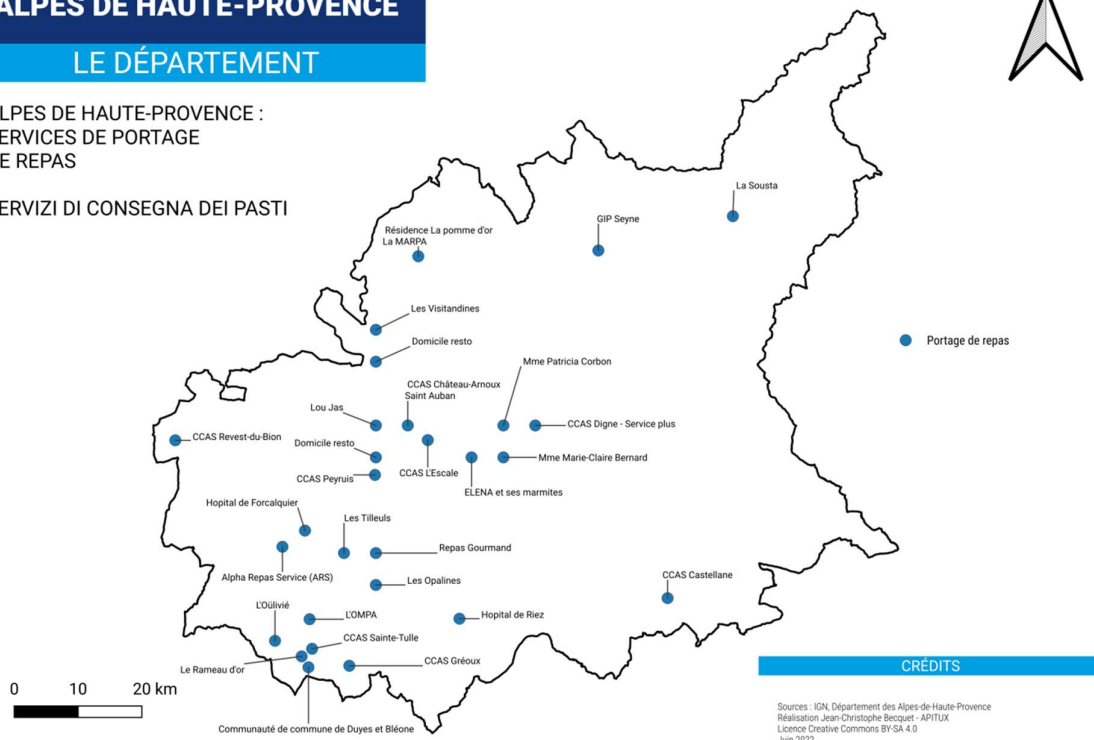 ALPES DE HAUTE-PROVENCE
LE DÉPARTEMENT
LPES DE HAUTE-PROVENCE :
ERVICES DE PORTAGE
E REPAS
ERVIZI DI CONSEGNA DEI PASTI
La Sousta
GIP Seyne
Résidence La pomme d'or
La MARPA
Les Visitandines
Domicile resto
Portage de repas
Mme Patricia Corbon
CCAS Château-Arnoux
Saint Auban
Lou Jas
CCAS Digne - Service plus
CCAS Revest-du-Bion
Domicile resto
CCAS L'Escale
Mme Marie-Claire Bernard
CCAS Peyruis
ELENA et ses marmites
Hopital de Forcalquier
Les Tilleuls
Repas Gourmand
Alpha Repas Service (ARS)
Les Opalines
CCAS Castellane
L'Oùlivié
L'OMPA
Hopital de Riez
CCAS Sainte-Tulle
Le Rameau d'or
CCAS Gréoux
Communauté de commune de Duyes et Bléone
0 10 20 km
CRÉDITS
Sources : IGN, Département des Alpes-de-Haute-Provence
Réalisation Jean-Christophe Becquet - APITUX
Licence Creative Commons BY-SA 4.0
Juin 2022